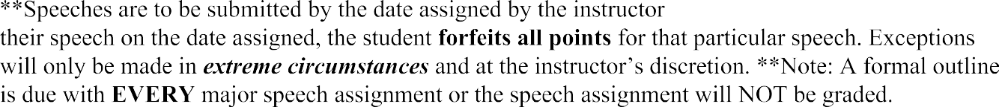 **Speeches are to be submitted by the date assigned by the instructor
their speech on the date assigned, the student forfeits all points for that particular speech. Exceptions
will only be made in extreme circumstances and at the instructor’s discretion. **Note: A formal outline
is due with EVERY major speech assignment or the speech assignment will NOT be graded.